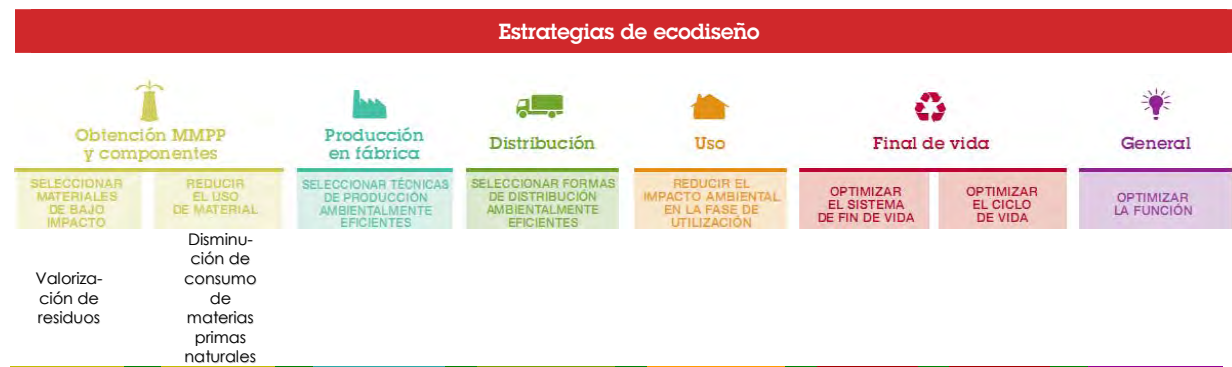 Estrategias de ecodiseño
Obtención MMPP
y componentes
Producción
en fábrica
Distribución
Uso
Final de vida
General
SELECCIONAR
MATERIALES
DE BAJO
IMPACTO
REDUCIR
EL USO
DE MATERIAL
SELECCIONAR TÉCNICAS
DE PRODUCCIÓN
AMBIENTALMENTE
EFICIENTES
SELECCIONAR FORMAS
DE DISTRIBUCIÓN
AMBIENTALMENTE
EFICIENTES
REDUCIR EL
IMPACTO AMBIENTAL
EN LA FASE DE
UTILIZACIÓN
OPTIMIZAR
EL SISTEMA
DE FIN DE VIDA
OPTIMIZAR
EL CICLO
DE VIDA
OPTIMIZAR
LA FUNCIÓN
Valoriza-
ción de
residuos
Disminu-
ción de
consumo
de
materias
primas
naturales